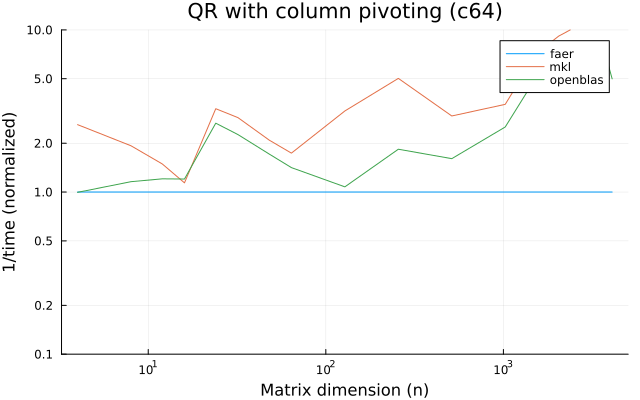 QR with column pivoting (c64)
10.0
5.0
2.0
1.0
0.5
0.2
0.1
1/time (normalized)
faer
mkl
openblas
10¹
10²
10³
Matrix dimension (n)